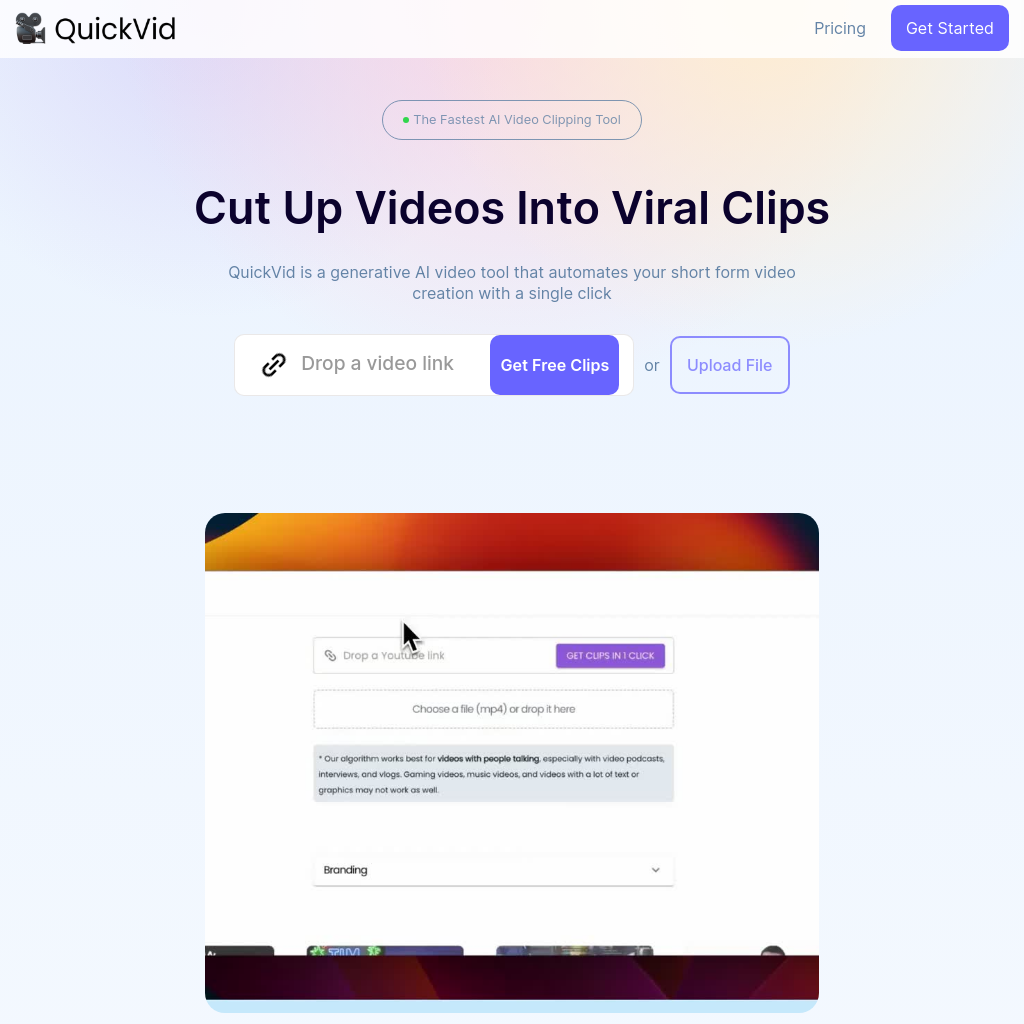 QuickVid
Pricing
Get Started
The Fastest AI Video Clipping Tool
Cut Up Videos Into Viral Clips
QuickVid is a generative AI video tool that automates your short form video
creation with a single click
Drop a video link
Get Free Clips
or
Upload File
Drop a Youtube link
GET CLIPS IN 1 CLICK
Choose a file (mp4) or drop it here
* Our algorithm works best for videos with people talking, especially with video podcasts,
interviews, and vlogs. Gaming videos, music videos, and videos with a lot of text or
graphics may not work as well.
Branding